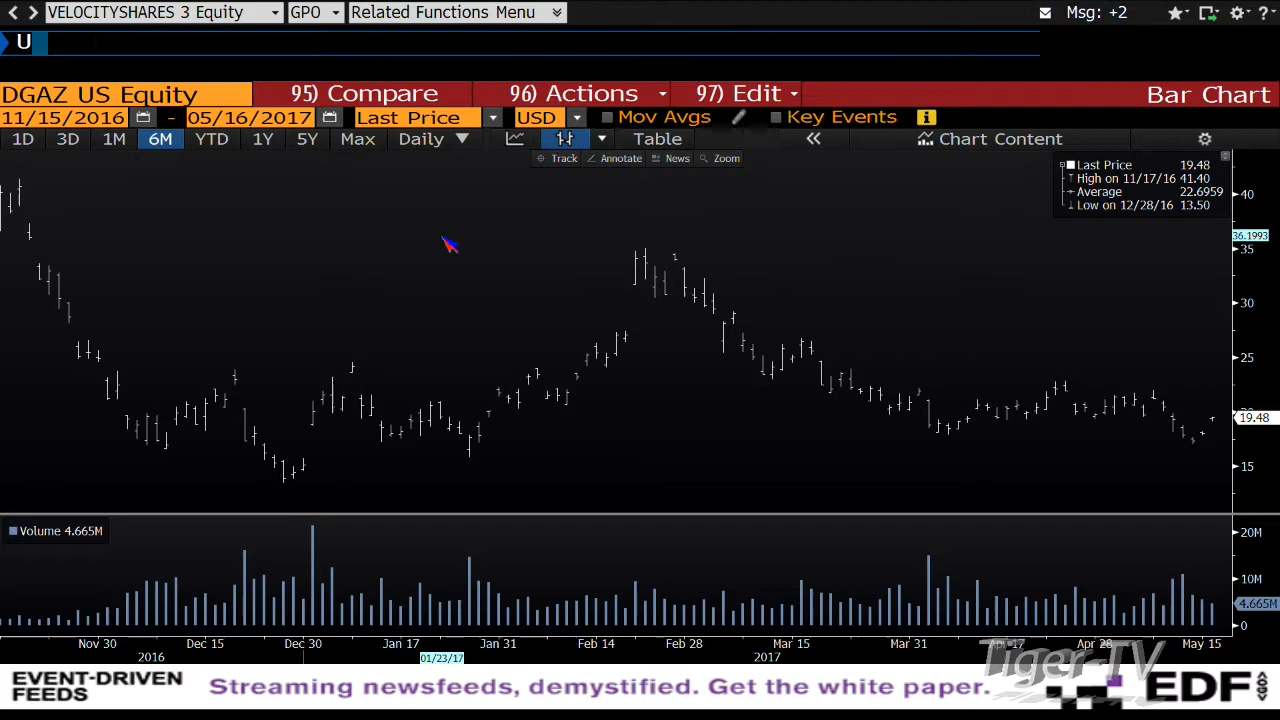 VELOCITYSHARES 3 Equity GPO Related Functions Menu Msg: +2 ?
U
DGAZ US Equity 95) Compare 96) Actions 97) Edit Bar Chart
11/15/2016 - 05/16/2017 Last Price USD Mov Avgs Key Events i
1D 3D 1M 6M YTD 1Y 5Y Max Daily Table « Chart Content
Track Annotate News Zoom
Last Price 19.48
High on 11/17/16 41.40
Average 22.6959
Low on 12/28/16 13.50
40
36.1993
35
30
25
19.48
15
Volume 4.665M
20M
10M
4.665M
0
Nov 30 Dec 15 Dec 30 Jan 17 Jan 31 Feb 14 Feb 28 Mar 15 Mar 31 Apr 17 Apr 28 May 15
2016 01/23/17 2017
Tiger-TV
EVENT-DRIVEN
FEEDS
Streaming newsfeeds, demystified. Get the white paper.
EDF